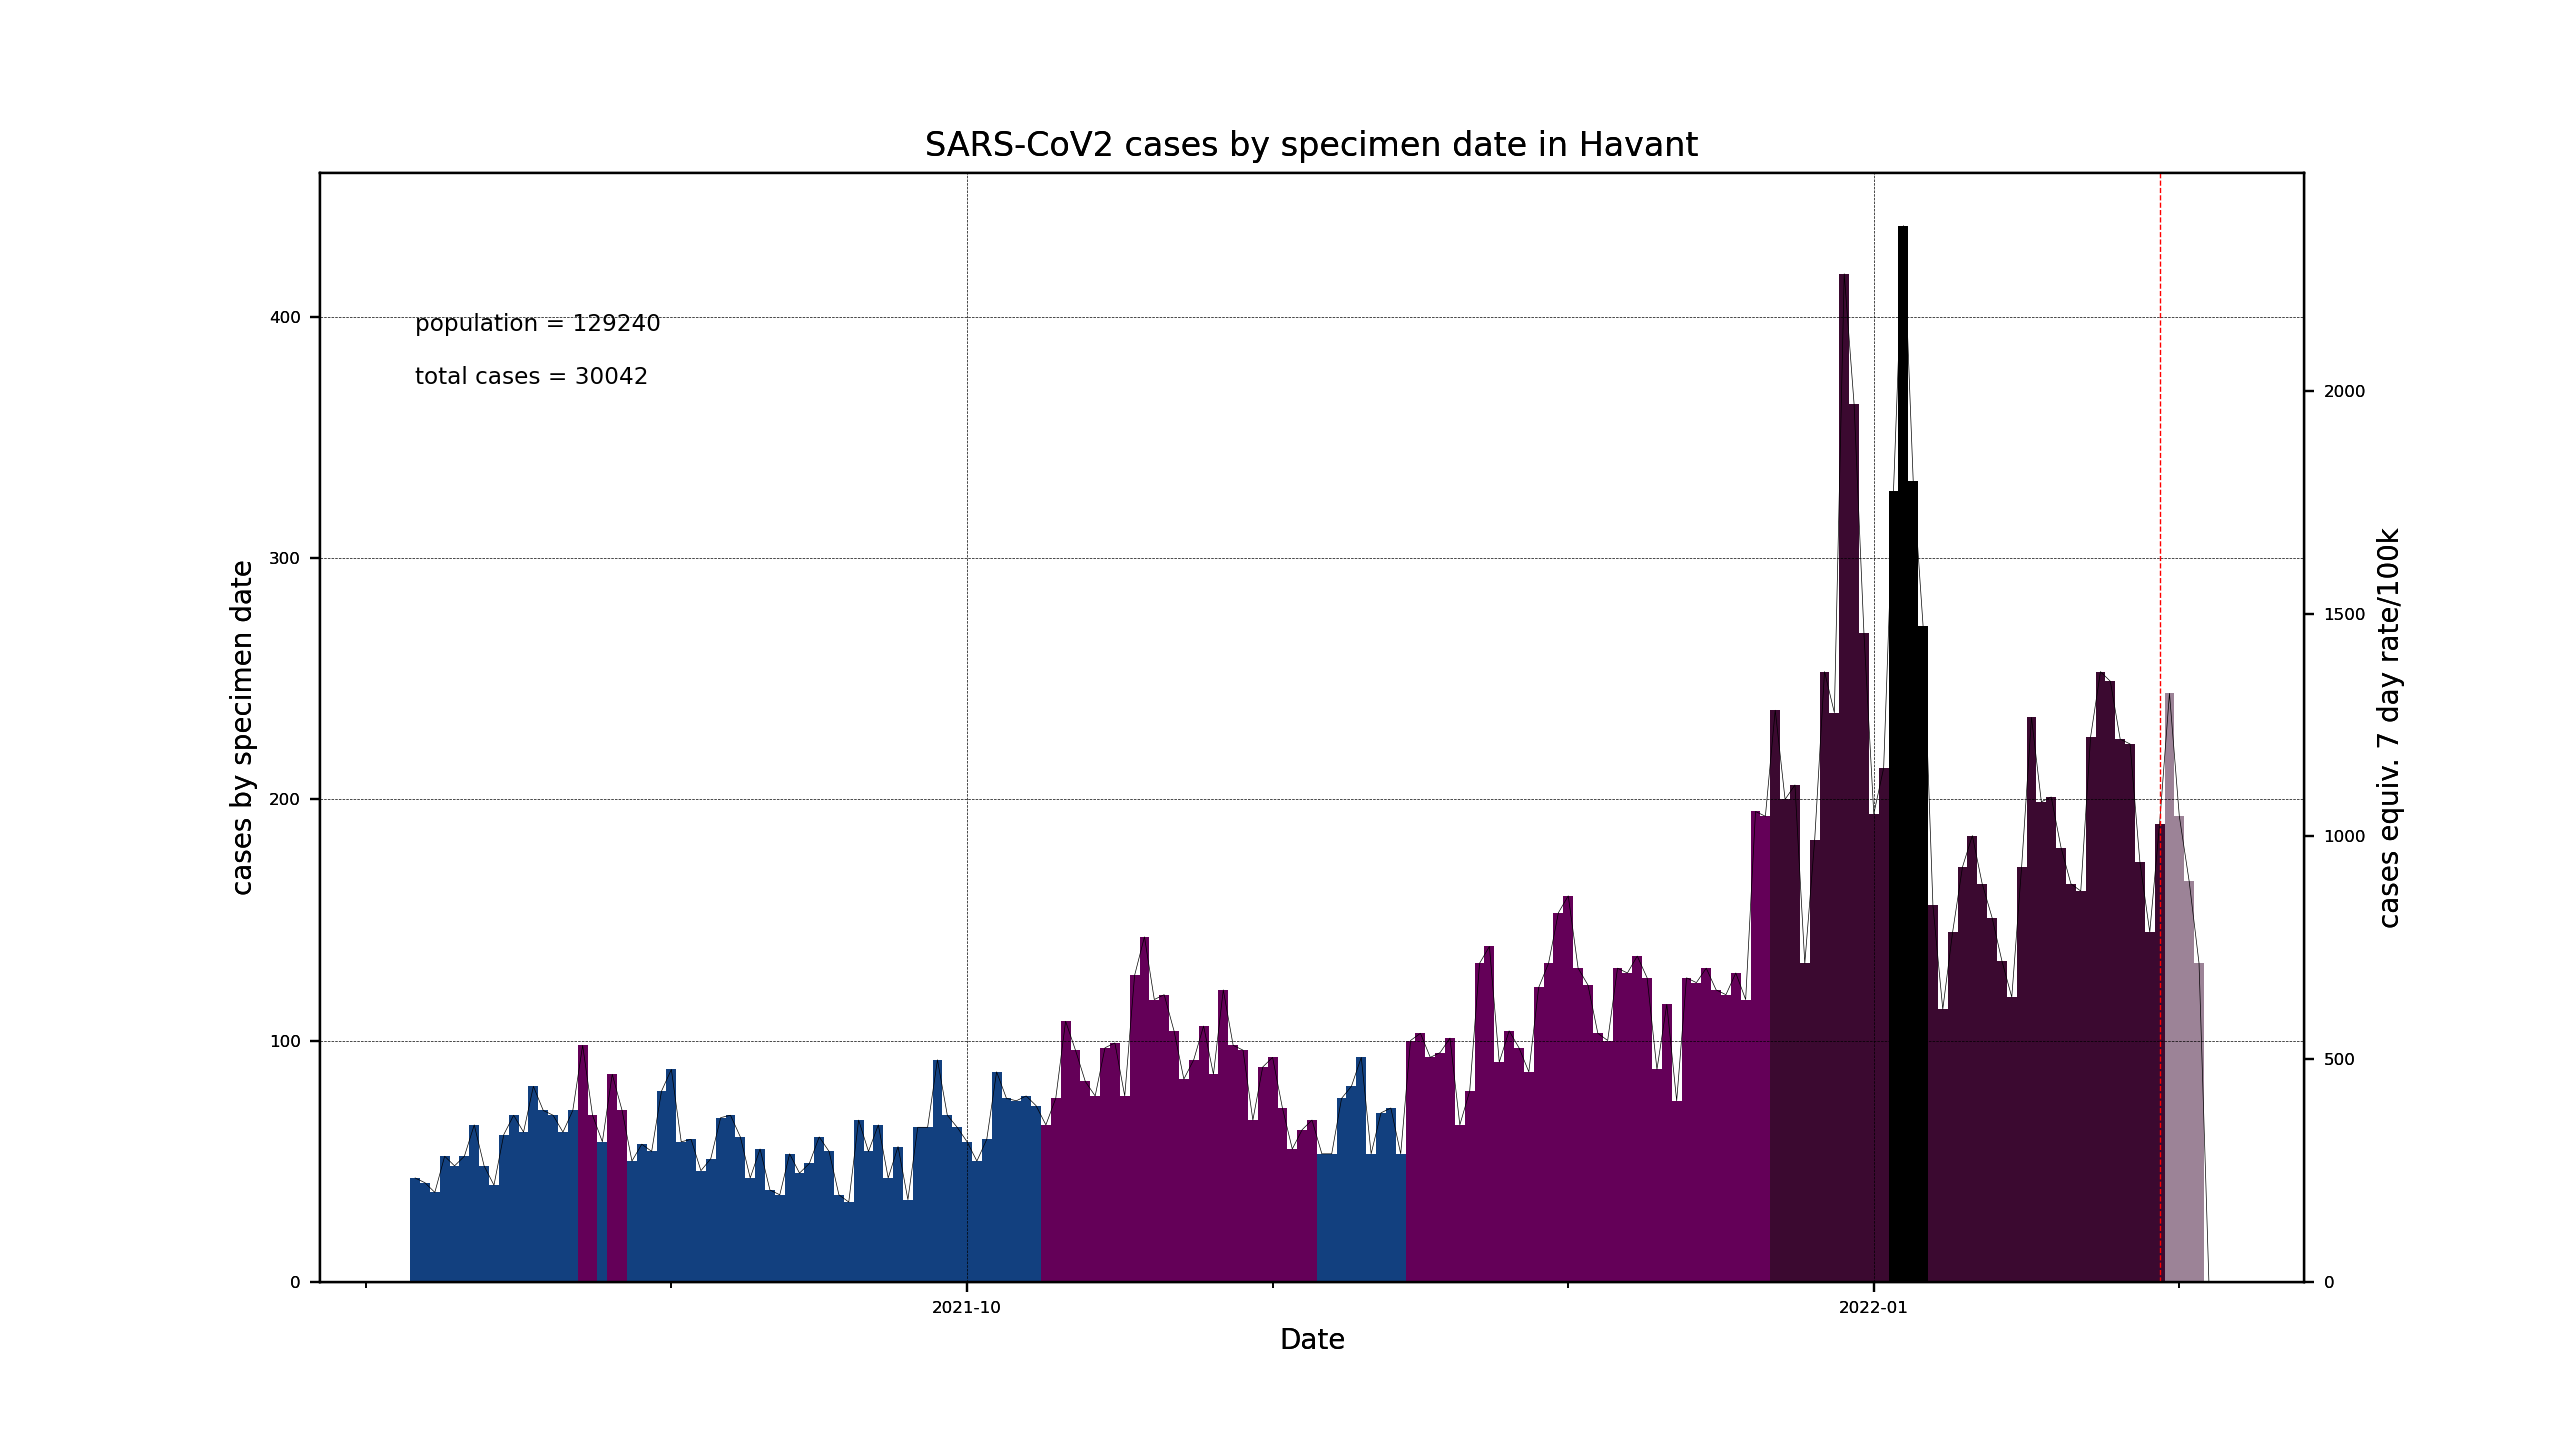 SARS-CoV2 cases by specimen date in Havant
population = 129240
total cases = 30042
cases by specimen date
400
300
200
100
0
2000
1500
1000
500
0
cases equiv. 7 day rate/100k
2021-10
2022-01
Date